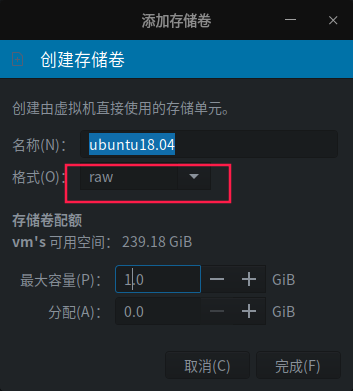 添加存储卷
创建存储卷
创建由虚拟机直接使用的存储单元。
名称(N): ubuntu18.04
格式(O): raw
存储卷配额
vm's 可用空间: 239.18 GiB
最大容量(P): 1.0 GiB
分配(A): 0.0 GiB
取消(C) 完成(F)